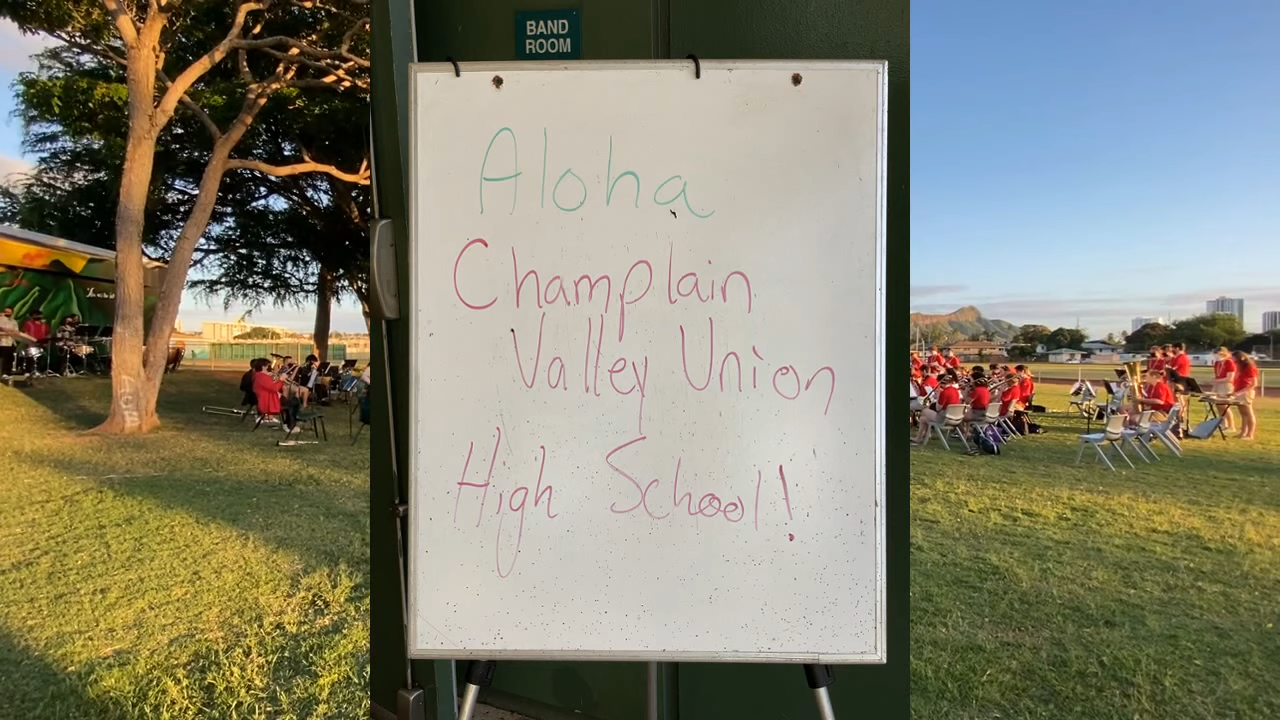 BAND
ROOM
Aloha
Champlain
Valley Union
High School!